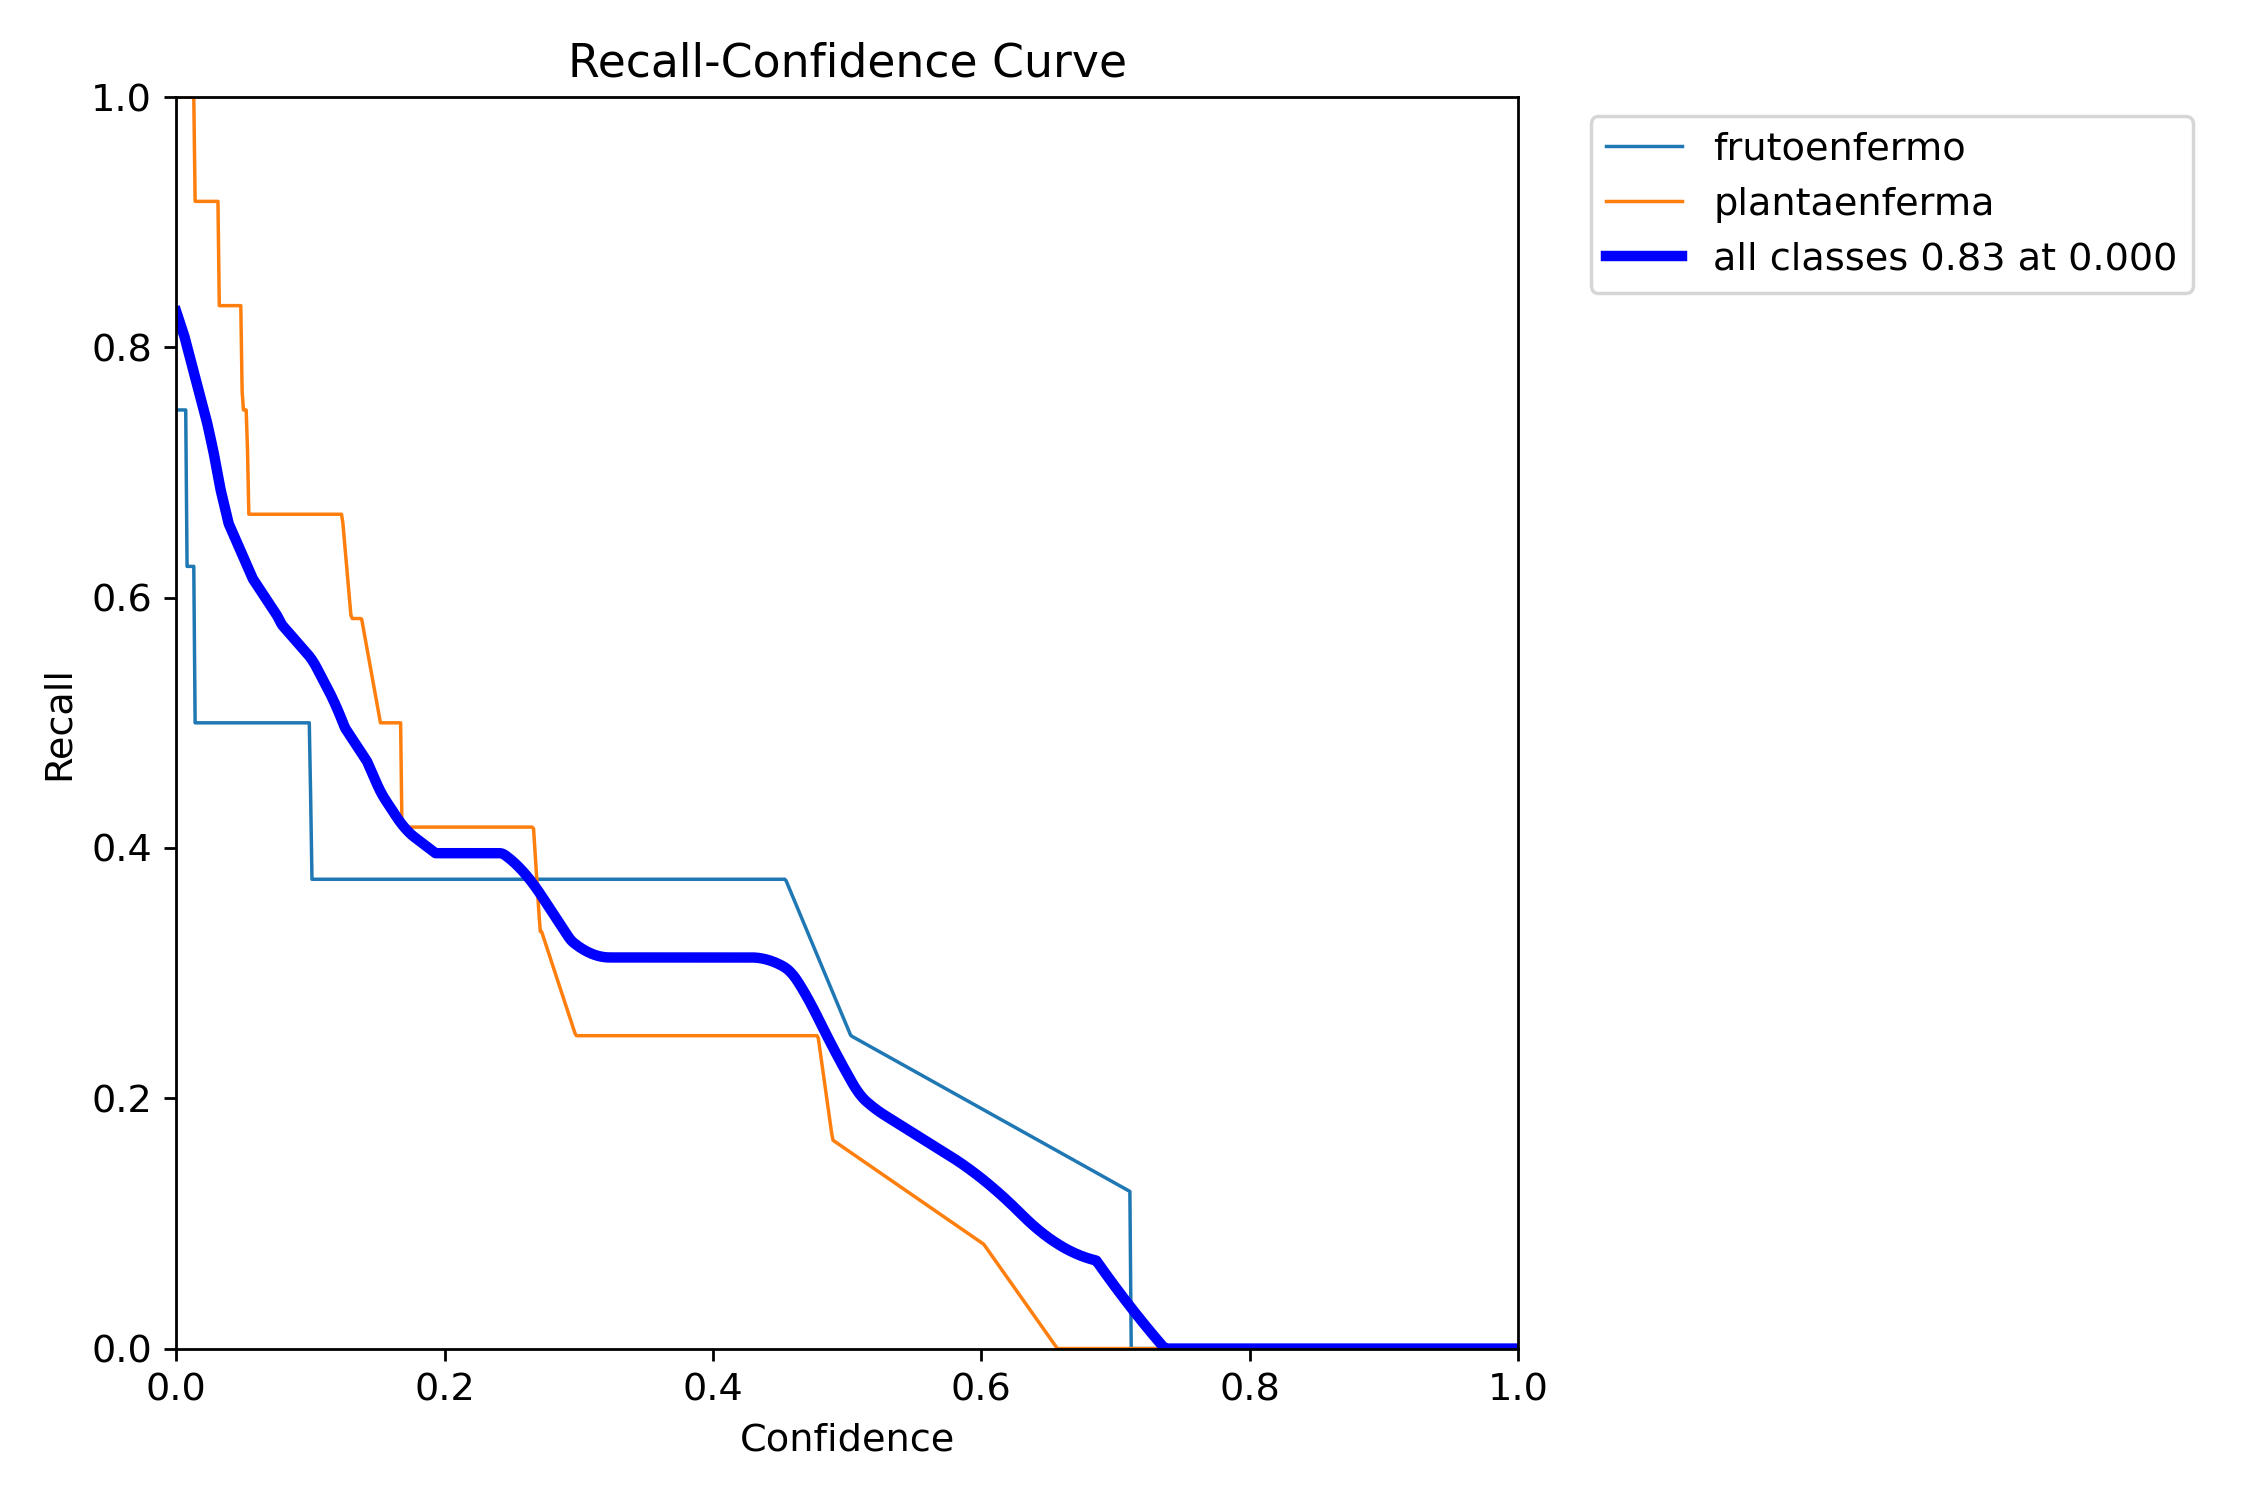 Recall-Confidence Curve
frutoenfermo
plantaenferma
all classes 0.83 at 0.000
1.0
0.8
0.6
0.4
0.2
0.0
Recall
0.0 0.2 0.4 0.6 0.8 1.0
Confidence